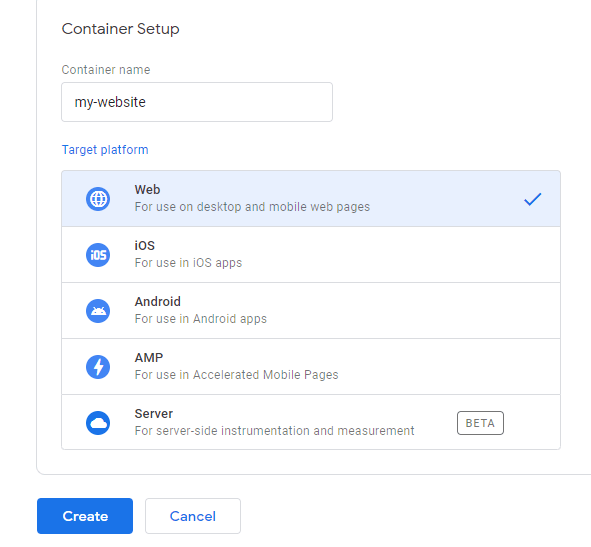 Container Setup
Container name
my-website
Target platform
Web
For use on desktop and mobile web pages
iOS
iOS
For use in iOS apps
Android
For use in Android apps
AMP
For use in Accelerated Mobile Pages
Server
For server-side instrumentation and measurement
BETA
Create
Cancel